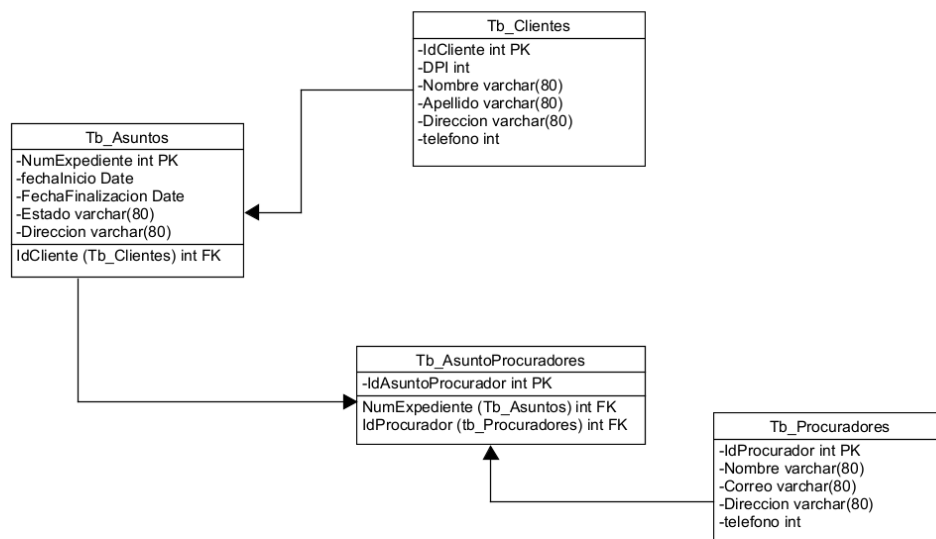 Tb_Clientes
-IdCliente int PK
-DPI int
-Nombre varchar(80)
-Apellido varchar(80)
-Direccion varchar(80)
-telefono int
Tb_Asuntos
-NumExpediente int PK
-fechaInicio Date
-FechaFinalizacion Date
-Estado varchar(80)
-Direccion varchar(80)
IdCliente (Tb_Clientes) int FK
Tb_AsuntoProcuradores
-IdAsuntoProcurador int PK
NumExpediente (Tb_Asuntos) int FK
IdProcurador (tb_Procuradores) int FK
Tb_Procuradores
-IdProcurador int PK
-Nombre varchar(80)
-Correo varchar(80)
-Direccion varchar(80)
-telefono int